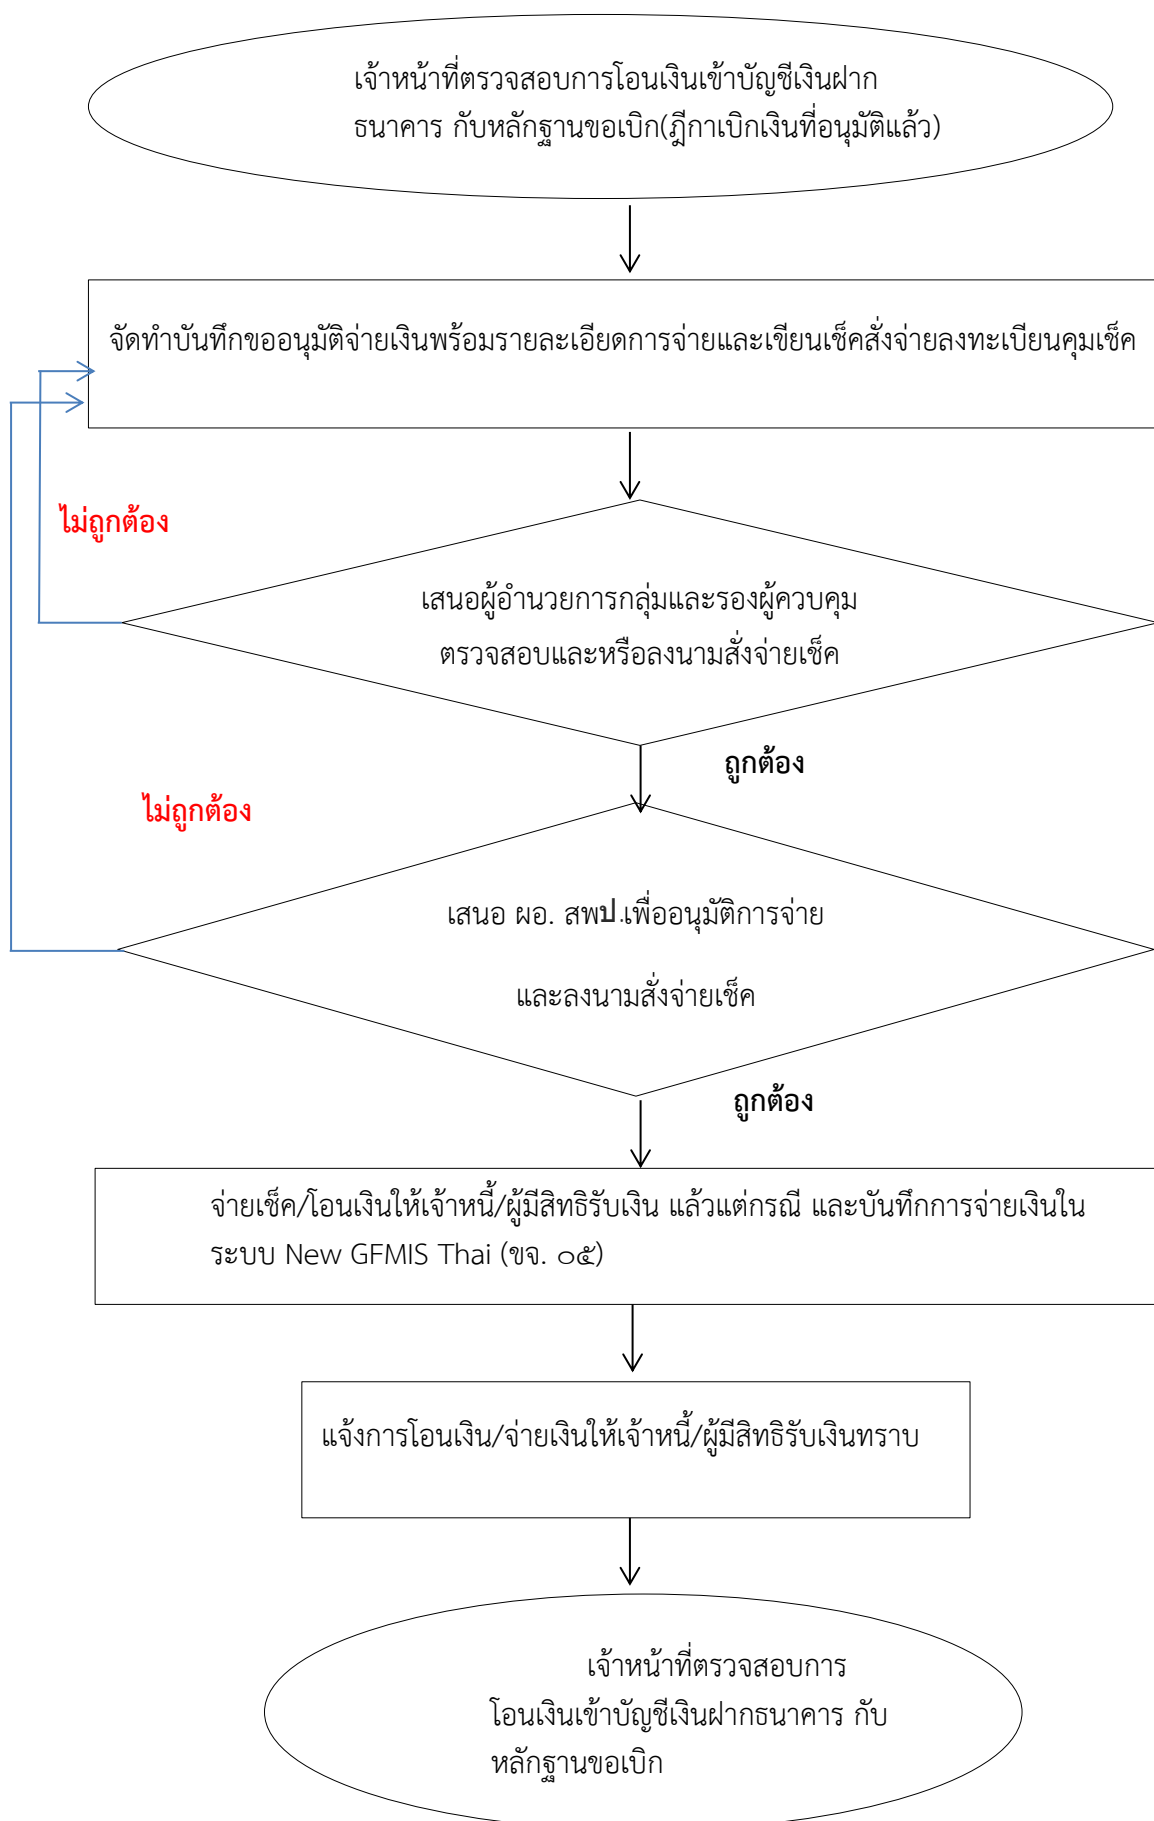 เจ้าหน้าที่ตรวจสอบการโอนเงินเข้าบัญชีเงินฝาก
ธนาคาร กับหลักฐานขอเบิก(ฎีกาเบิกเงินที่อนุมัติแล้ว)
จัดทำบันทึกขออนุมัติจ่ายเงินพร้อมรายละเอียดการจ่ายและเขียนเช็คสั่งจ่ายลงทะเบียนคุมเช็ค
ไม่ถูกต้อง
เสนอผู้อำนวยการกลุ่มและรองผู้ควบคุม
ตรวจสอบและหรือลงนามสั่งจ่ายเช็ค
ถูกต้อง
ไม่ถูกต้อง
เสนอ ผอ. สพป.เพื่ออนุมัติการจ่าย
และลงนามสั่งจ่ายเช็ค
ถูกต้อง
จ่ายเช็ค/โอนเงินให้เจ้าหนี้/ผู้มีสิทธิรับเงิน แล้วแต่กรณี และบันทึกการจ่ายเงินใน
ระบบ New GFMIS Thai (ขจ. ๐๕)
แจ้งการโอนเงิน/จ่ายเงินให้เจ้าหนี้/ผู้มีสิทธิรับเงินทราบ
เจ้าหน้าที่ตรวจสอบการ
โอนเงินเข้าบัญชีเงินฝากธนาคาร กับ
หลักฐานขอเบิก